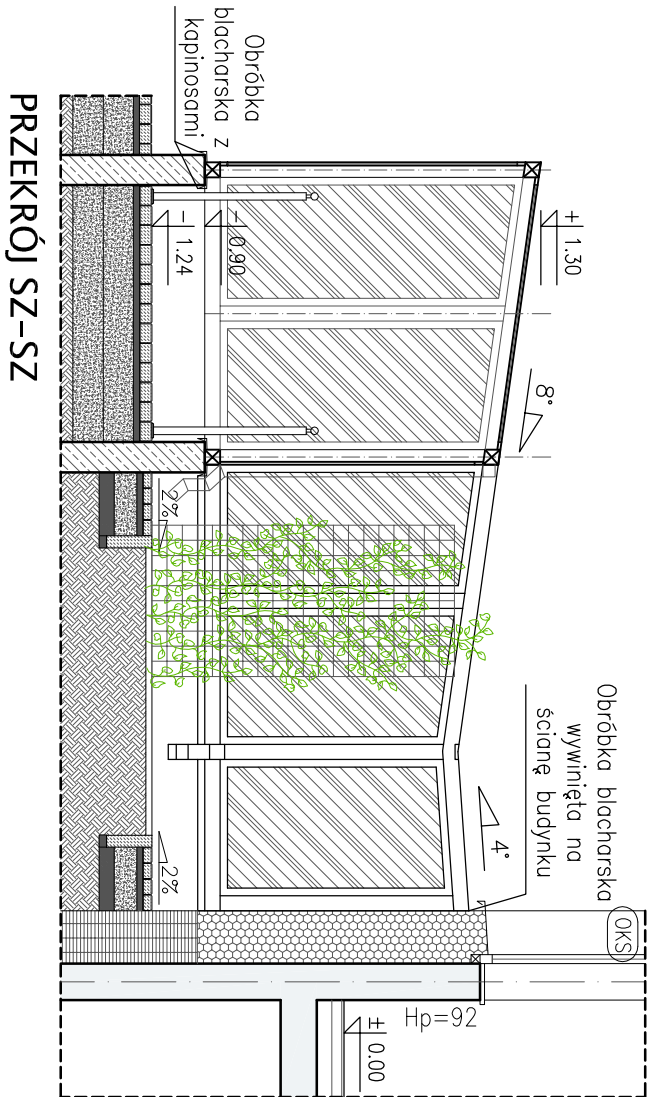 Obróbka
blacharska z
kapinosami
+ 1.30
- 0,90
- 1.24
8°
2%
Obróbka blacharska
wywinięta na
ścianę budynku
4°
2%
OKS
Hp=92
± 0.00
PRZEKRÓJ SZ-SZ